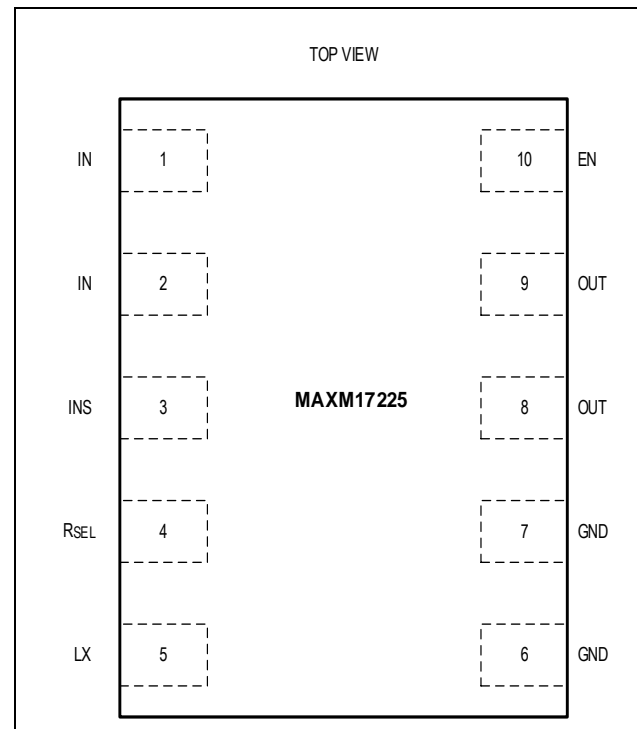 TOP VIEW
IN 1 10 EN
IN 2 9 OUT
INS 3 MAXM17225 8 OUT
RSEL 4 7 GND
LX 5 6 GND